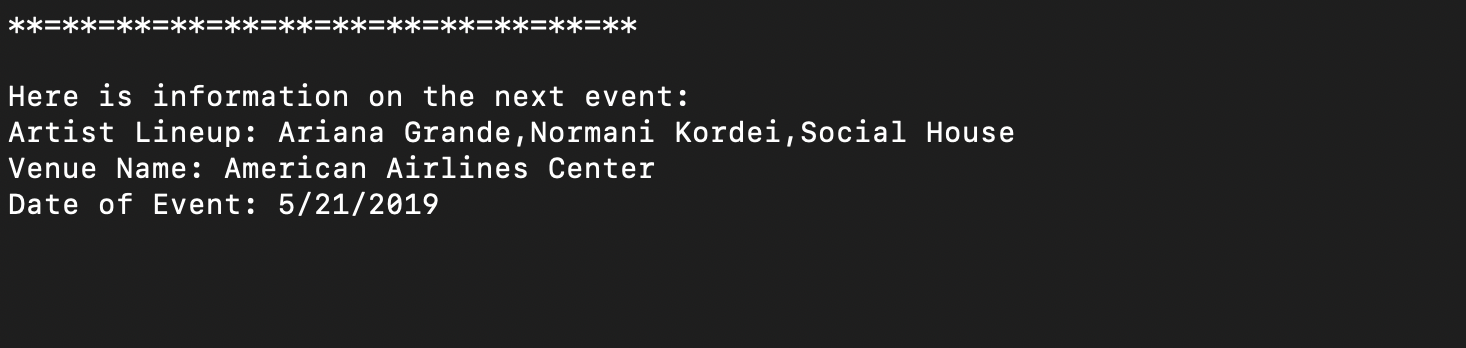 **=**=**=**=**=**=**=**=**=**=**=**
Here is information on the next event:
Artist Lineup: Ariana Grande,Normani Kordei,Social House
Venue Name: American Airlines Center
Date of Event: 5/21/2019